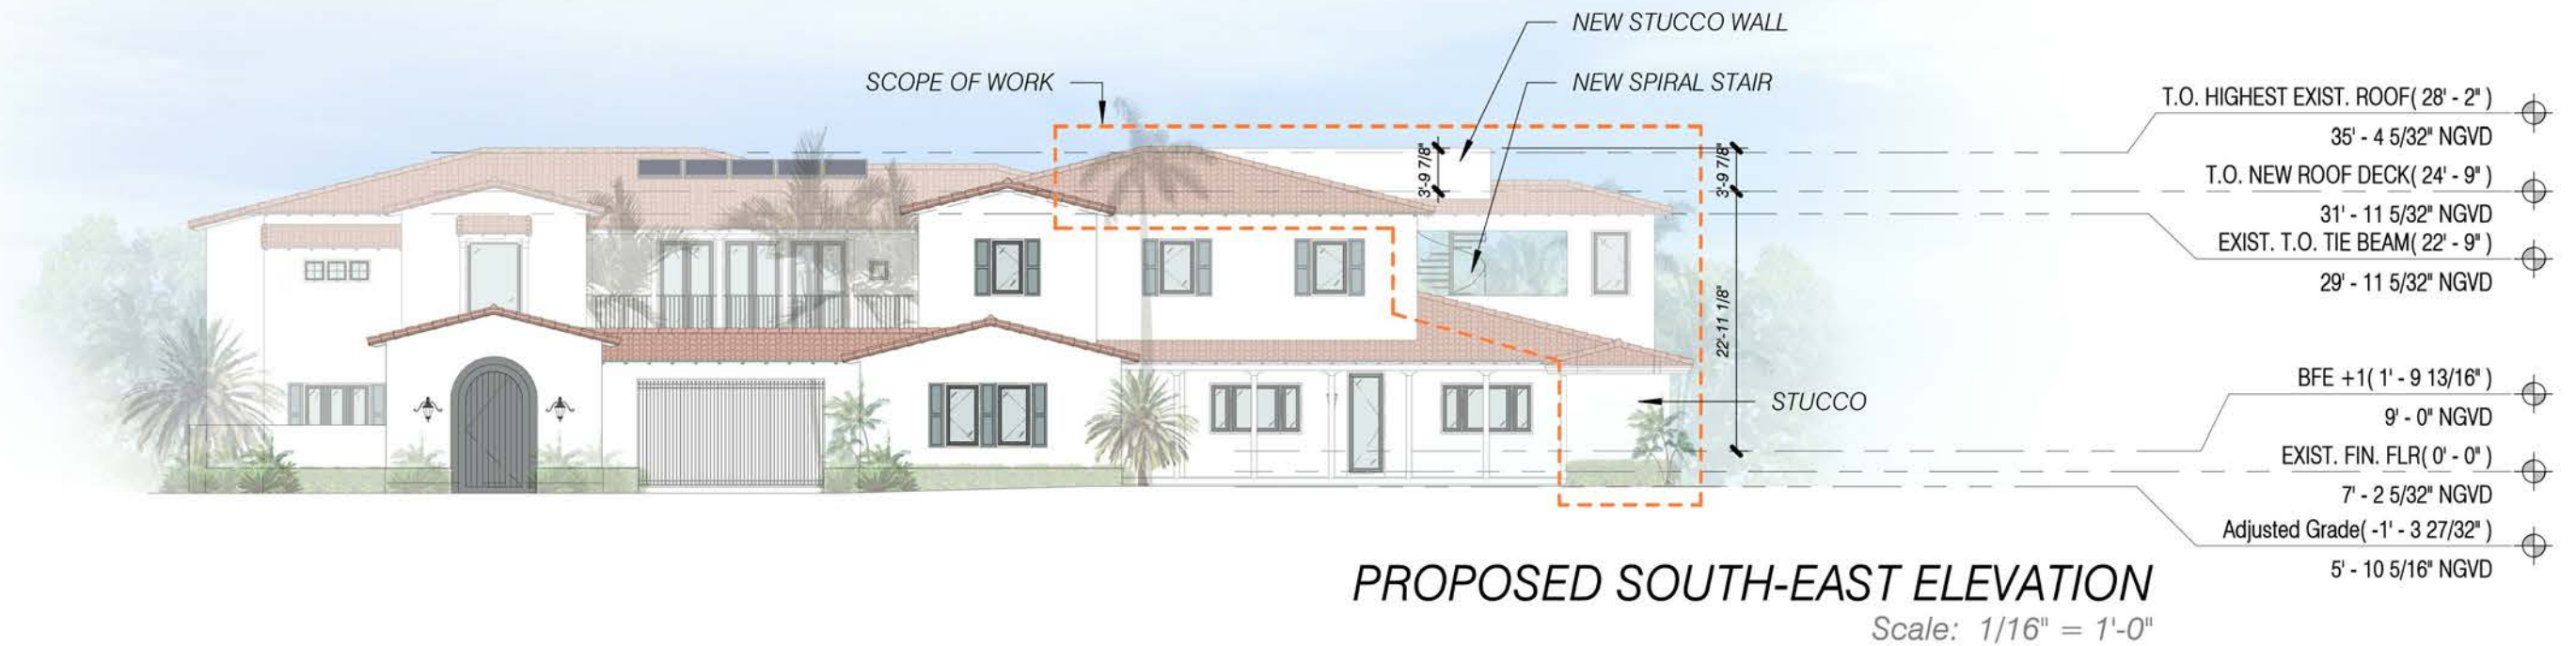 NEW STUCCO WALL
SCOPE OF WORK
NEW SPIRAL STAIR
3'-9 7/8"
3'-9 7/8"
22'-11 1/8"
STUCCO
T.O. HIGHEST EXIST. ROOF( 28' - 2" )
35' - 4 5/32" NGVD
T.O. NEW ROOF DECK( 24' - 9" )
31' - 11 5/32" NGVD
EXIST. T.O. TIE BEAM( 22' - 9" )
29' - 11 5/32" NGVD
BFE +1( 1' - 9 13/16" )
9' - 0" NGVD
EXIST. FIN. FLR( 0' - 0" )
7' - 2 5/32" NGVD
Adjusted Grade( -1' - 3 27/32" )
5' - 10 5/16" NGVD
PROPOSED SOUTH-EAST ELEVATION
Scale: 1/16" = 1'-0"